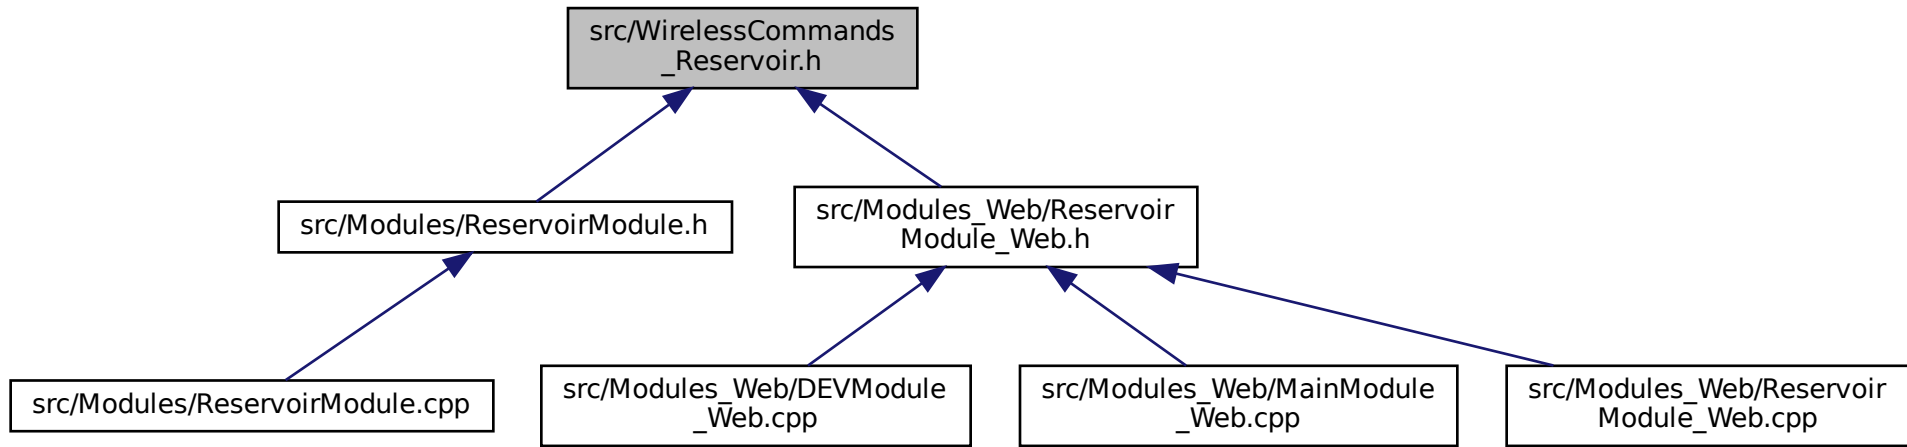 src/WirelessCommands
_Reservoir.h
src/Modules/ReservoirModule.h
src/Modules_Web/Reservoir
Module_Web.h
src/Modules/ReservoirModule.cpp
src/Modules_Web/DEVModule
_Web.cpp
src/Modules_Web/MainModule
_Web.cpp
src/Modules_Web/Reservoir
Module_Web.cpp